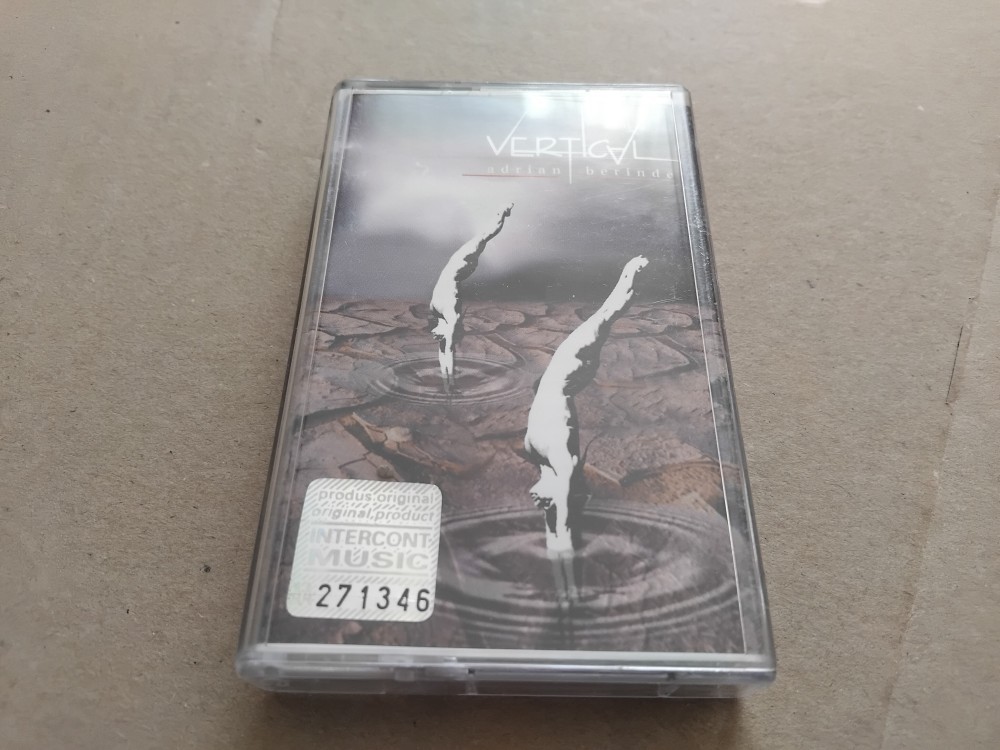 VERTICAL
adrian berinde
produs original
original product
INTERCONT
MUSIC
271346